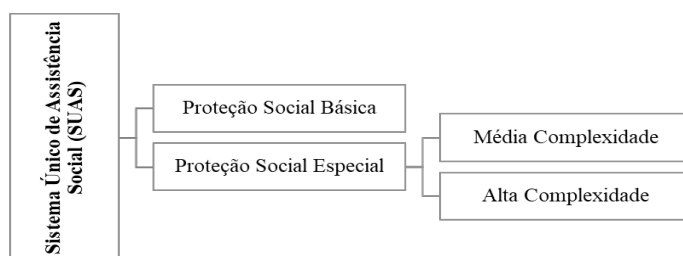 Sistema Único de Assistência
Social (SUAS)
Proteção Social Básica
Proteção Social Especial
Média Complexidade
Alta Complexidade